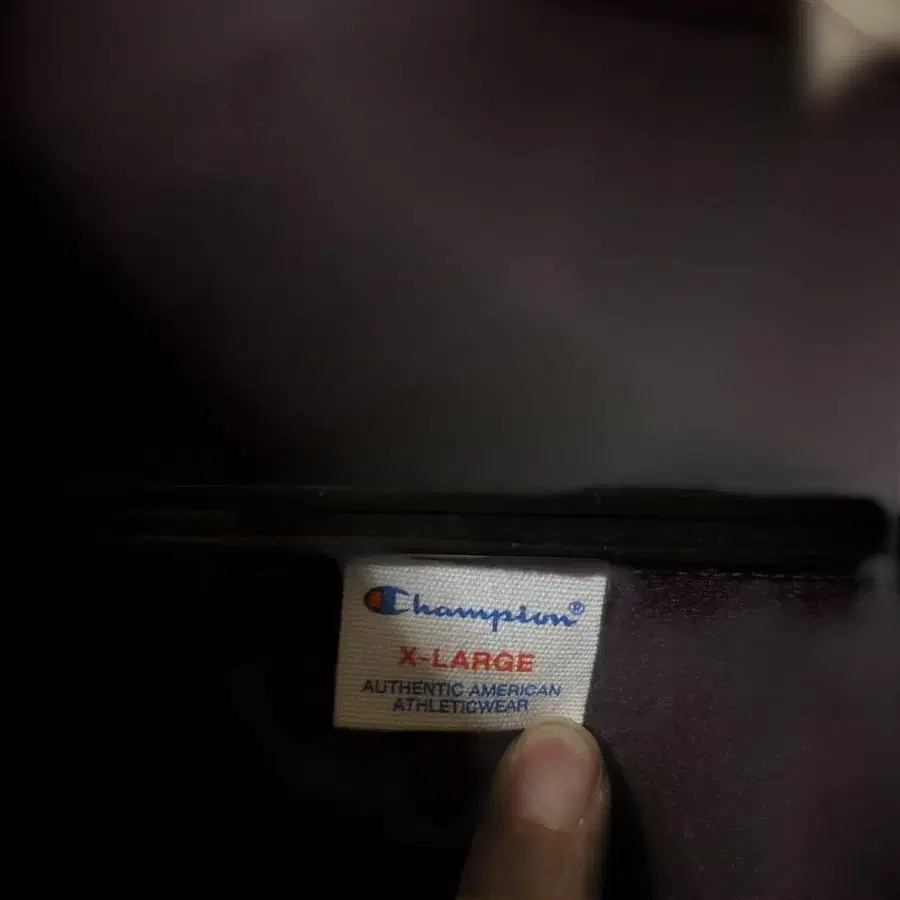 Champion®
X-LARGE
AUTHENTIC AMERICAN
ATHLETICWEAR